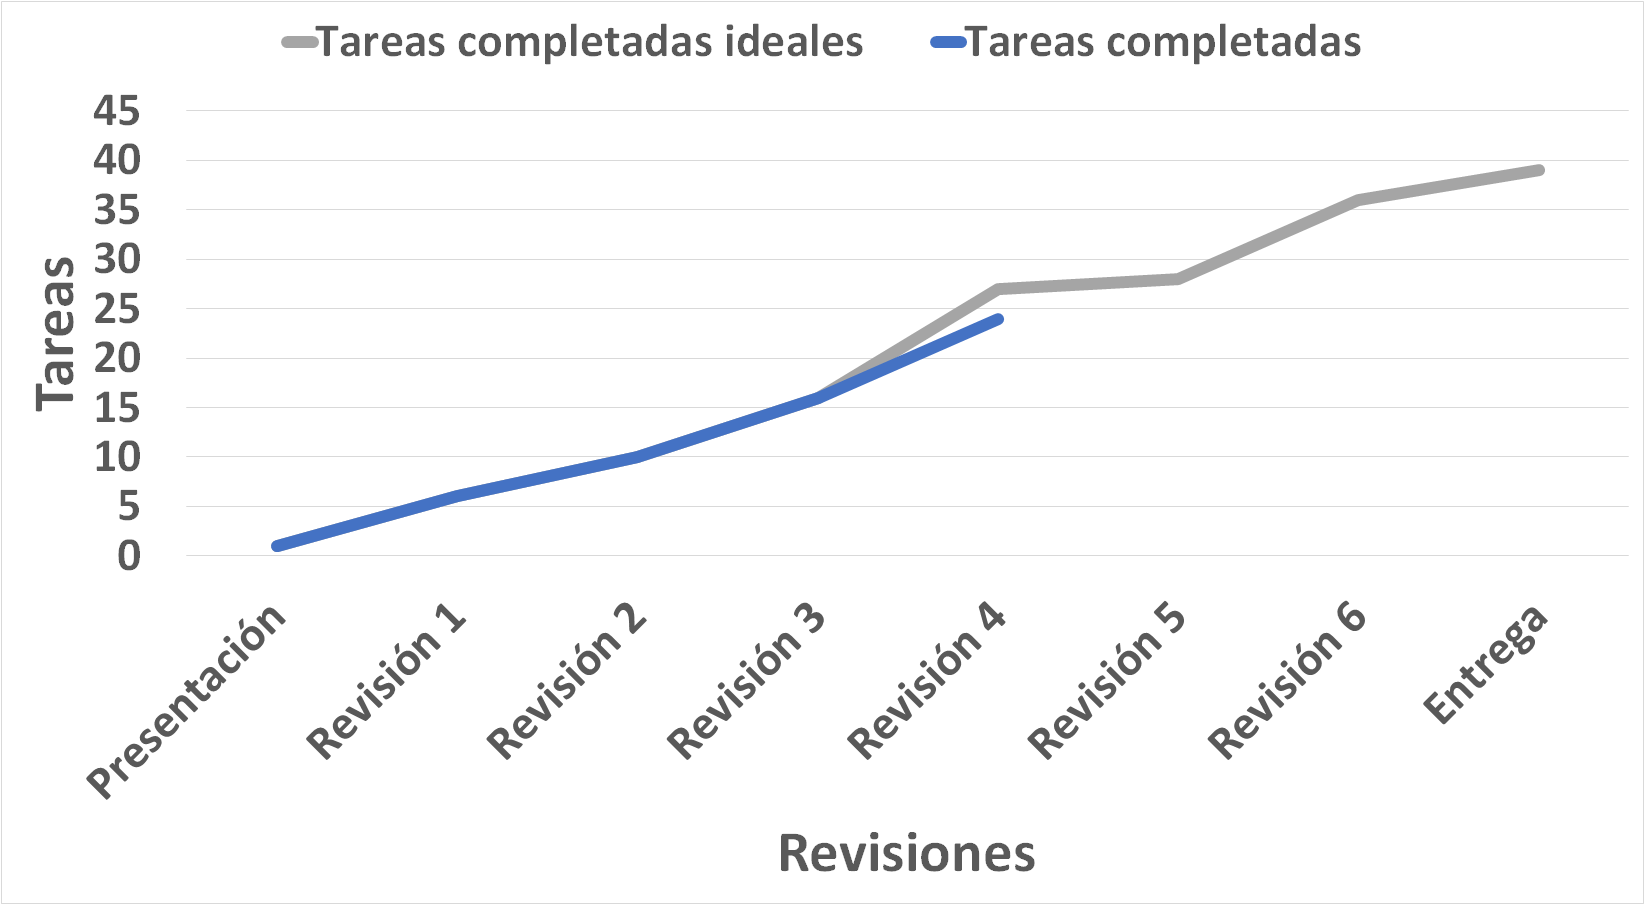 Tareas completadas ideales Tareas completadas
45
40
35
30
25
20
15
10
5
0
Tareas
Presentación
Revisión 1
Revisión 2
Revisión 3
Revisión 4
Revisión 5
Revisión 6
Entrega
Revisiones